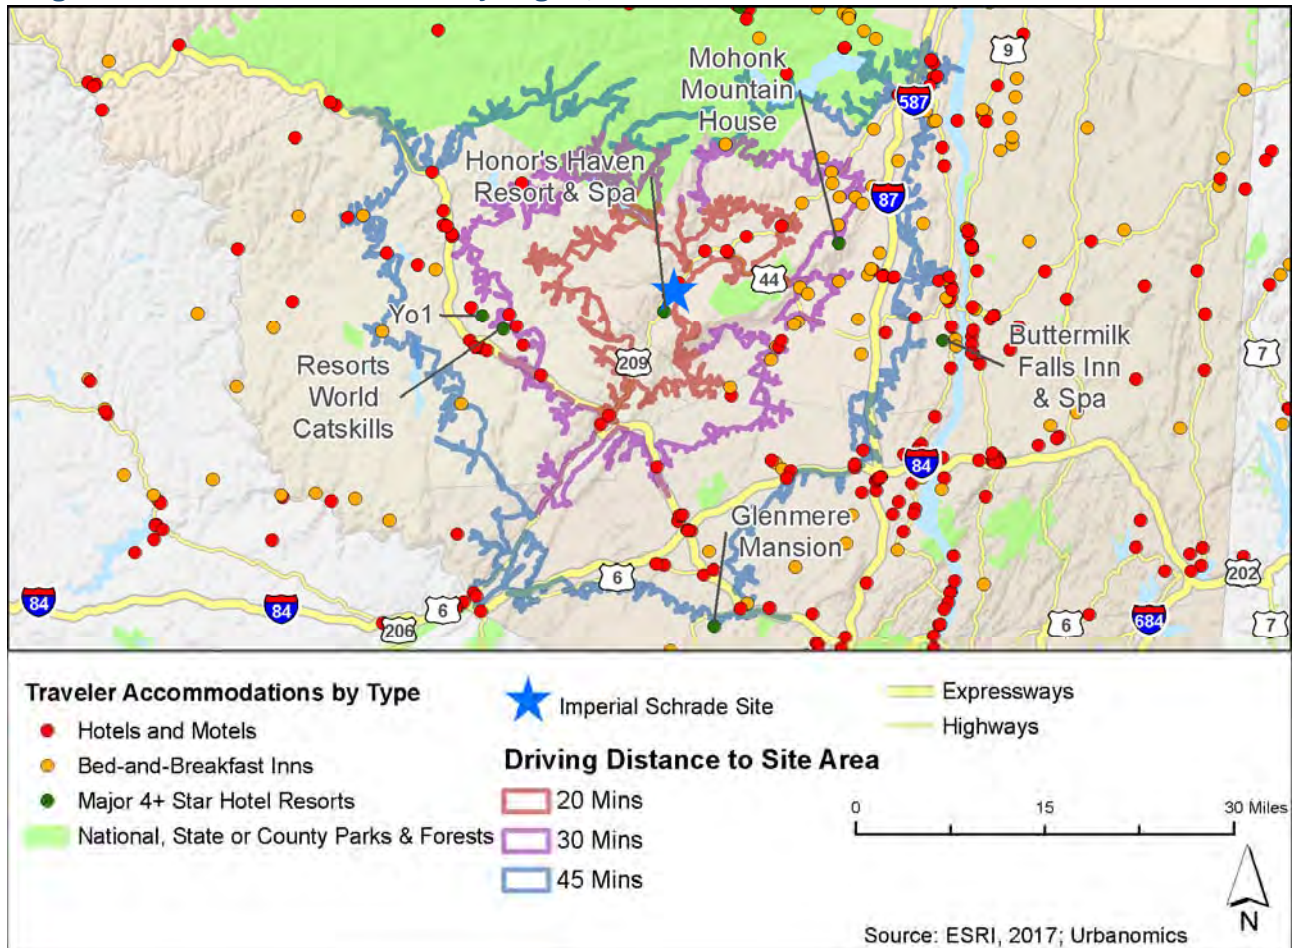 9
Mohonk
Mountain
House
587
Honor's Haven
Resort & Spa
87
44
Yo1
209
Resorts
World
Catskills
Buttermilk
Falls Inn
& Spa
7
84
Glenmere
Mansion
6
202
84
84
6
206
6
684
7
Traveler Accommodations by Type
Hotels and Motels
Bed-and-Breakfast Inns
Major 4+ Star Hotel Resorts
National, State or County Parks & Forests
Imperial Schrade Site
Driving Distance to Site Area
20 Mins
30 Mins
45 Mins
Expressways
Highways
0 15 30 Miles
N
Source: ESRI, 2017; Urbanomics